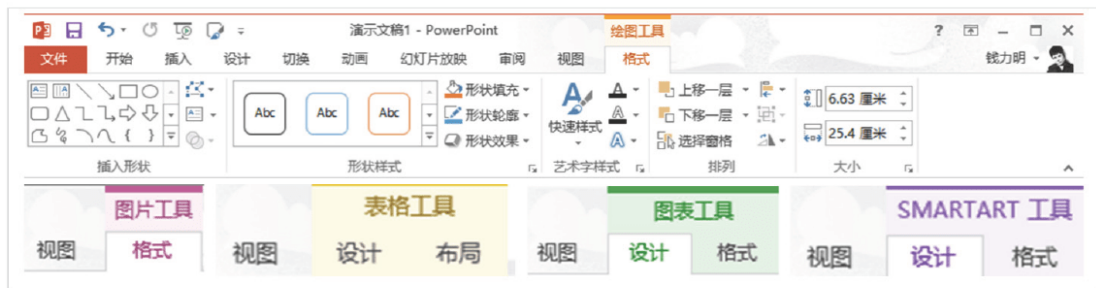 演示文稿1 - PowerPoint
绘图工具
文件 开始 插入 设计 切换 动画 幻灯片放映 审阅 视图 格式 钱力明
Abc Abc Abc
形状填充
形状轮廓
形状效果
快速样式
上移一层
下移一层
选择窗格
6.63 厘米
25.4 厘米
插入形状 形状样式 艺术字样式 排列 大小
图片工具 表格工具 图表工具 SMARTART 工具
视图 格式 视图 设计 布局 视图 设计 格式 视图 设计 格式